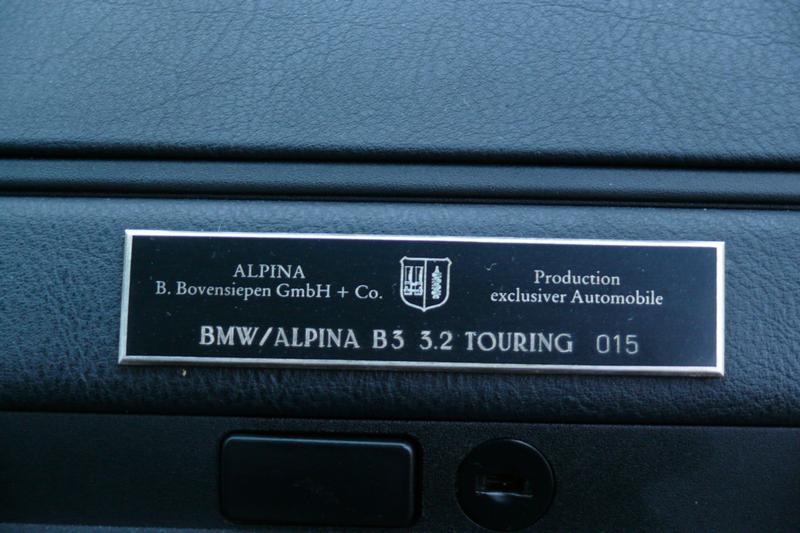 ALPINA
B. Bovensiepen GmbH + Co.
Production
exclusiver Automobile
BMW/ALPINA B3 3.2 TOURING 015